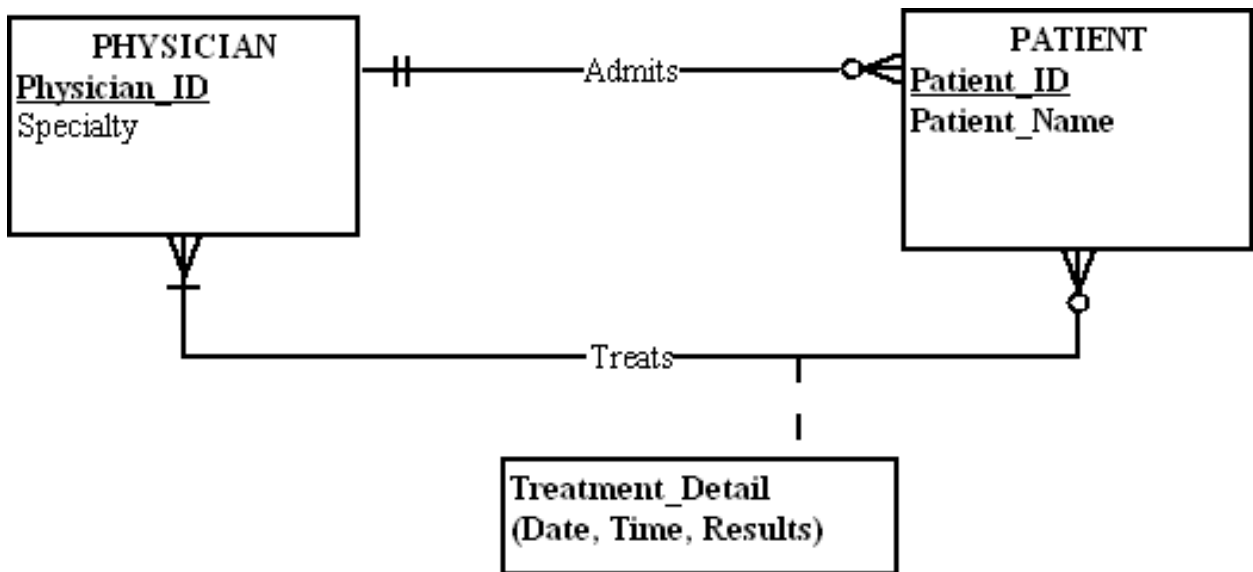 PHYSICIAN
Physician_ID
Specialty
Admits
PATIENT
Patient_ID
Patient_Name
Treats
Treatment_Detail
(Date, Time, Results)